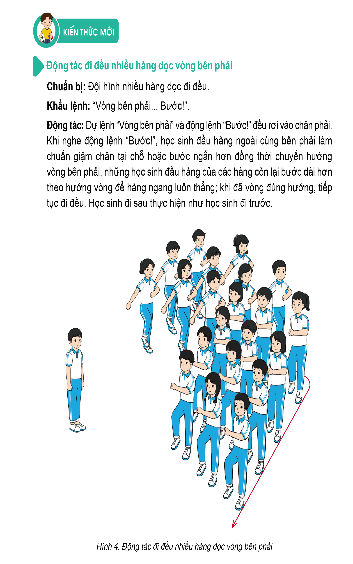 KIẾN THỨC MỚI
Động tác đi đều nhiều hàng dọc vòng bên phải
Chuẩn bị: Đội hình nhiều hàng dọc đi đều.
Khẩu lệnh: “Vòng bên phải... Bước!”.
Động tác: Dự lệnh “Vòng bên phải” và động lệnh “Bước!” đều rơi vào chân phải.
Khi nghe động lệnh “Bước!”, học sinh đầu hàng ngoài cùng bên phải làm
chuẩn giậm chân tại chỗ hoặc bước ngắn hơn đồng thời chuyển hướng
vòng bên phải, những học sinh đầu hàng của các hàng còn lại bước dài hơn
theo hướng vòng để hàng ngang luôn thẳng; khi đã vòng đúng hướng, tiếp
tục đi đều. Học sinh đi sau thực hiện như học sinh đi trước.
Hình 4. Động tác đi đều nhiều hàng dọc vòng bên phải